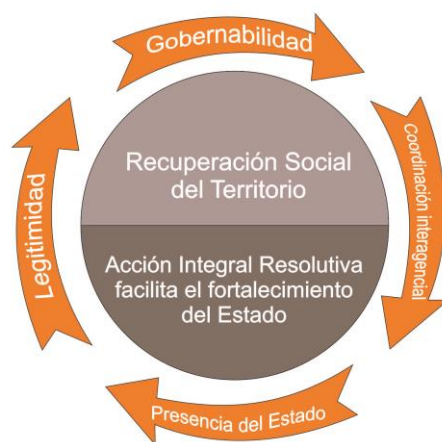 Gobernabilidad
Coordinación interagencial
Presencia del Estado
Legitimidad
Recuperación Social
del Territorio
Acción Integral Resolutiva
facilita el fortalecimiento
del Estado